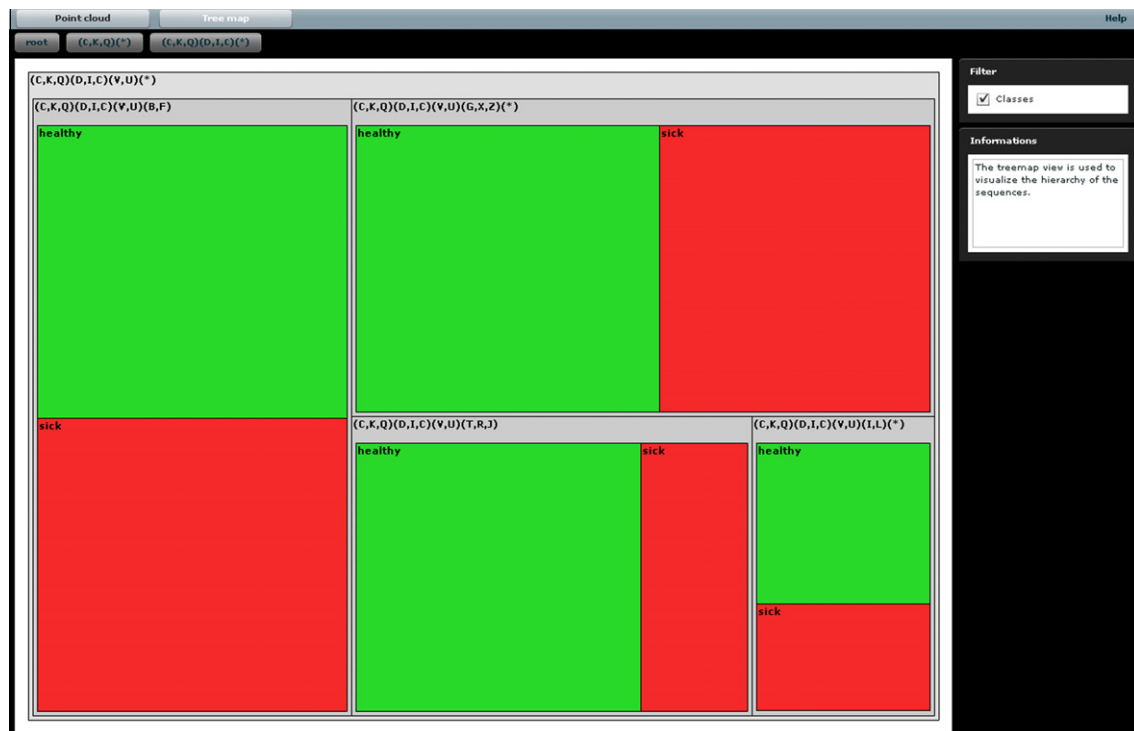 Point cloud
Tree map
Help
root
(C,K,Q)(*)
(C,K,Q)(D,I,C)(*)
(C,K,Q)(D,I,C)(V,U)(*)
(C,K,Q)(D,I,C)(V,U)(B,F)
healthy
sick
(C,K,Q)(D,I,C)(V,U)(G,X,Z)(*)
healthy
sick
(C,K,Q)(D,I,C)(V,U)(T,R,J)
healthy
sick
(C,K,Q)(D,I,C)(V,U)(I,L)(*)
healthy
sick
Filter
Classes
Informations
The treemap view is used to
visualize the hierarchy of the
sequences.